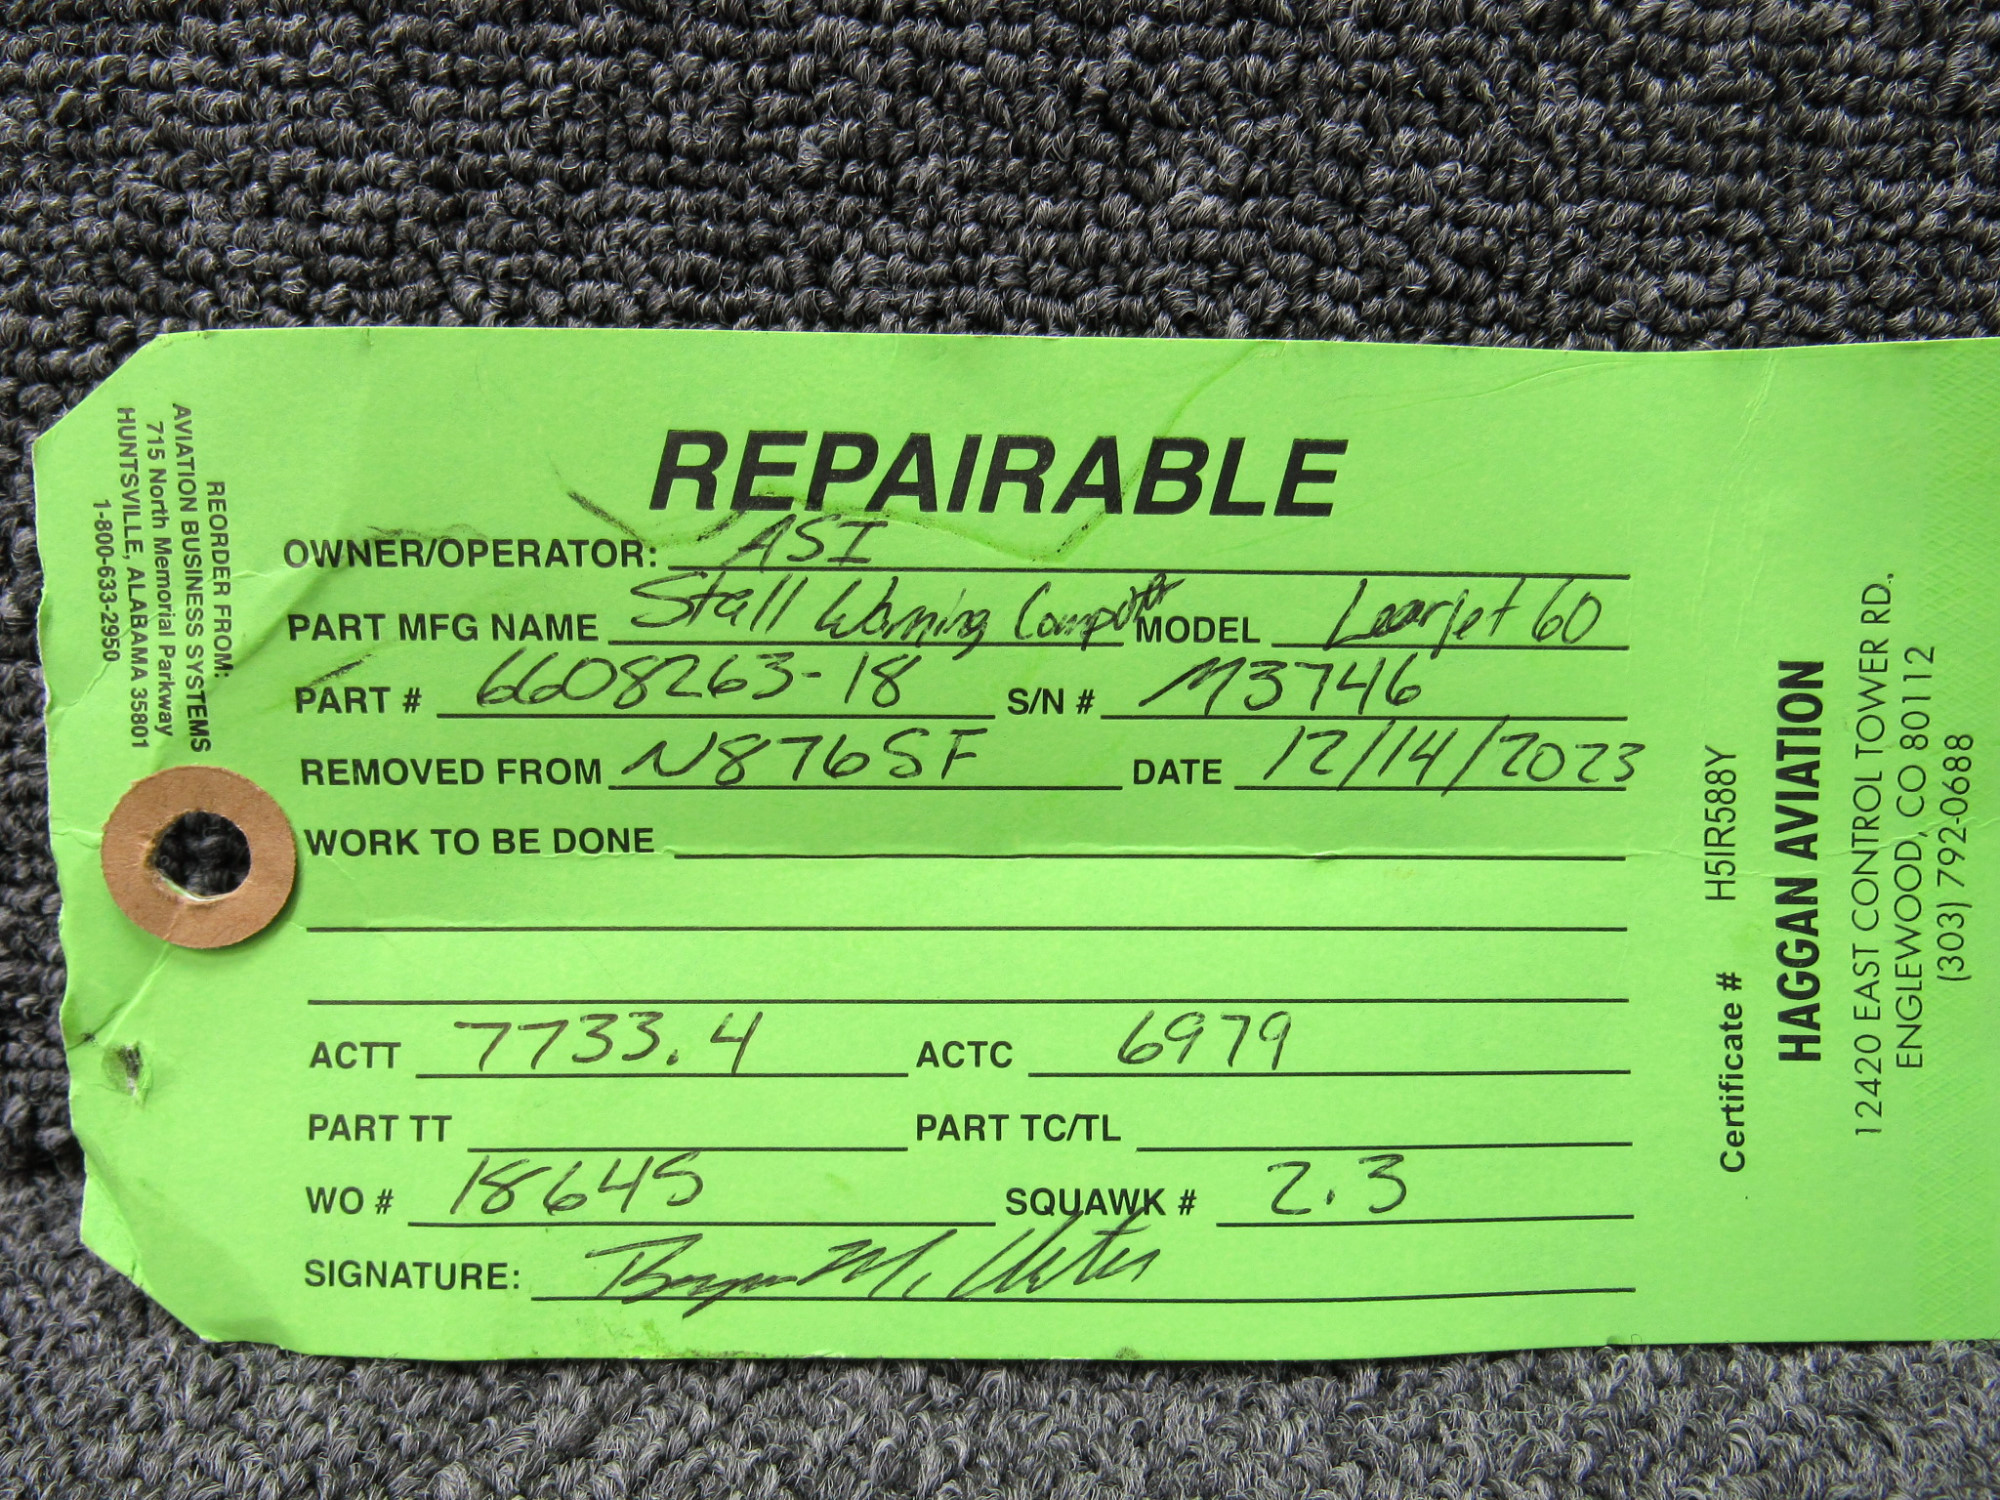 REPAIRABLE
OWNER/OPERATOR: ASI
PART MFG NAME Stall Warning Computer MODEL Learjet 60
PART # 6608263-18 S/N # M3746
REMOVED FROM N876SF DATE 12/14/2023
WORK TO BE DONE
ACTT 7733.4 ACTC 6979
PART TT PART TC/TL
WO # 18645 SQUAWK # 2.3
SIGNATURE:
REORDER FROM:
AVIATION BUSINESS SYSTEMS
715 North Memorial Parkway
HUNTSVILLE, ALABAMA 35801
1-800-633-2950
Certificate # H5IR588Y
HAGGAN AVIATION
12420 EAST CONTROL TOWER RD.,
ENGLEWOOD, CO 80112
(303) 792-0688